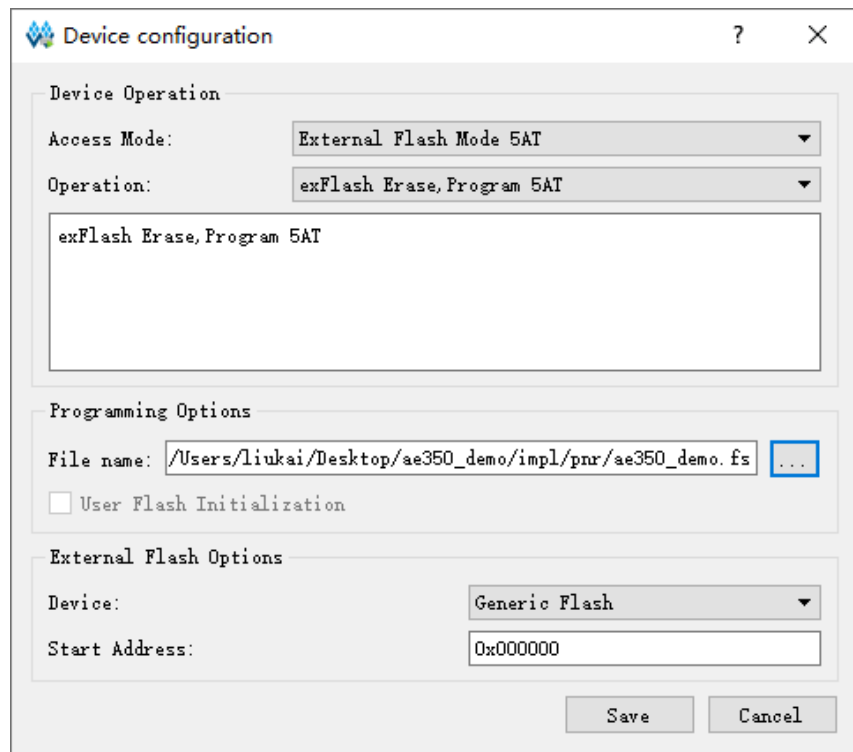 Device configuration
?
Device Operation
Access Mode: External Flash Mode 5AT
Operation: exFlash Erase,Program 5AT
exFlash Erase,Program 5AT
Programming Options
File name: /Users/liukai/Desktop/ae350_demo/impl/pnr/ae350_demo.fs ...
User Flash Initialization
External Flash Options
Device: Generic Flash
Start Address: 0x000000
Save Cancel